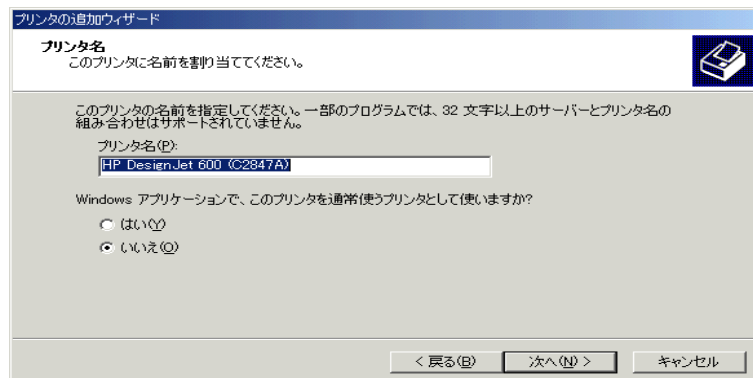 プリンタの追加ウィザード
プリンタ名
このプリンタに名前を割り当ててください。
このプリンタの名前を指定してください。一部のプログラムでは、32 文字以上のサーバーとプリンタ名の
組み合わせはサポートされていません。
プリンタ名(P):
HP DesignJet 600 (C2847A)
Windows アプリケーションで、このプリンタを通常使うプリンタとして使いますか?
はい(Y)
いいえ(O)
< 戻る(B)
次へ(N) >
キャンセル